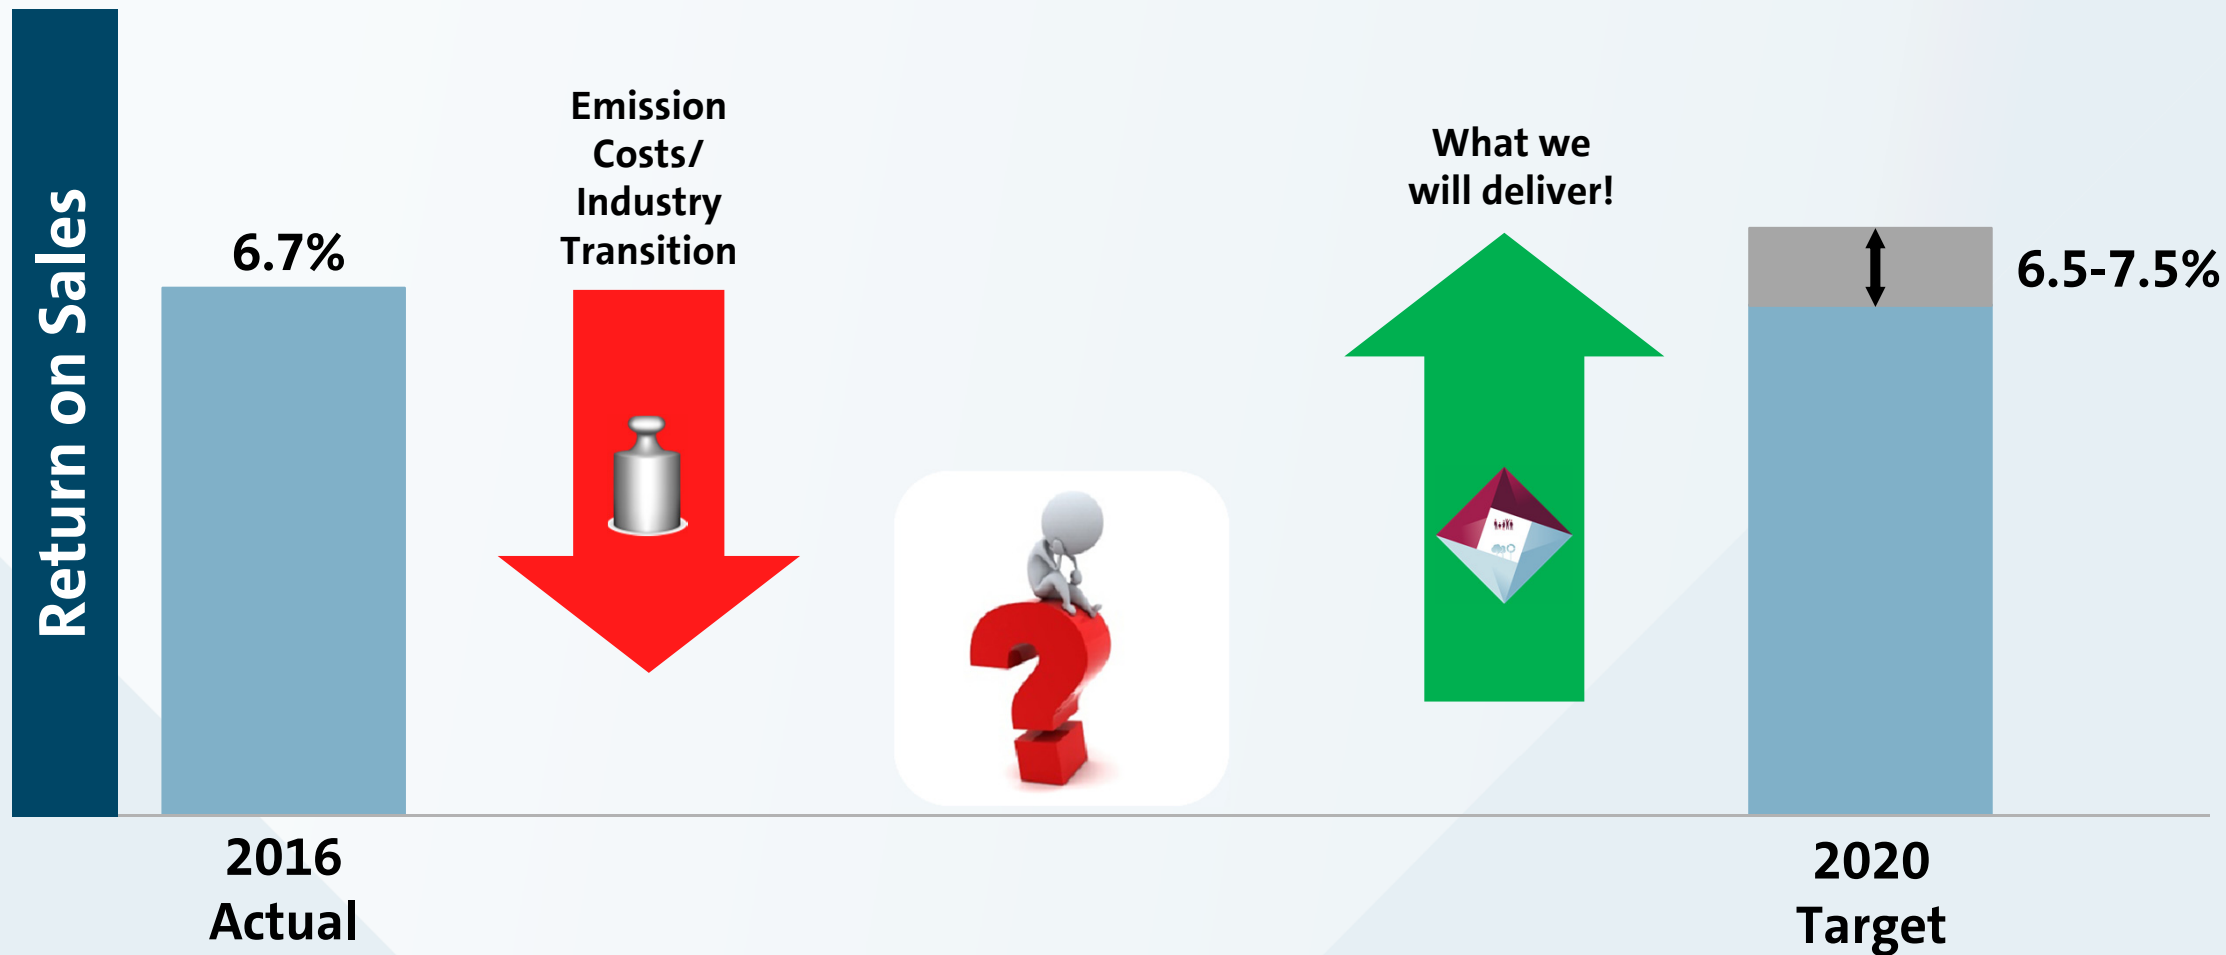 Return on Sales
6.7%
Emission
Costs/
Industry
Transition
What we
will deliver!
6.5-7.5%
2016
Actual
2020
Target